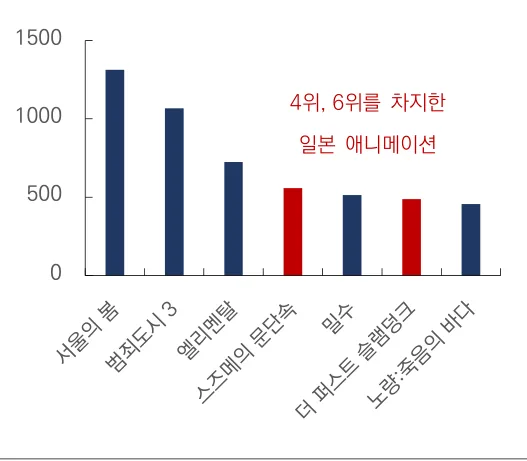 1500
1000
500
0
4위, 6위를 차지한
일본 애니메이션
서울의 봄
범죄도시 3
엘리멘탈
스즈메의 문단속
밀수
더 퍼스트 슬램덩크
노량:죽음의 바다